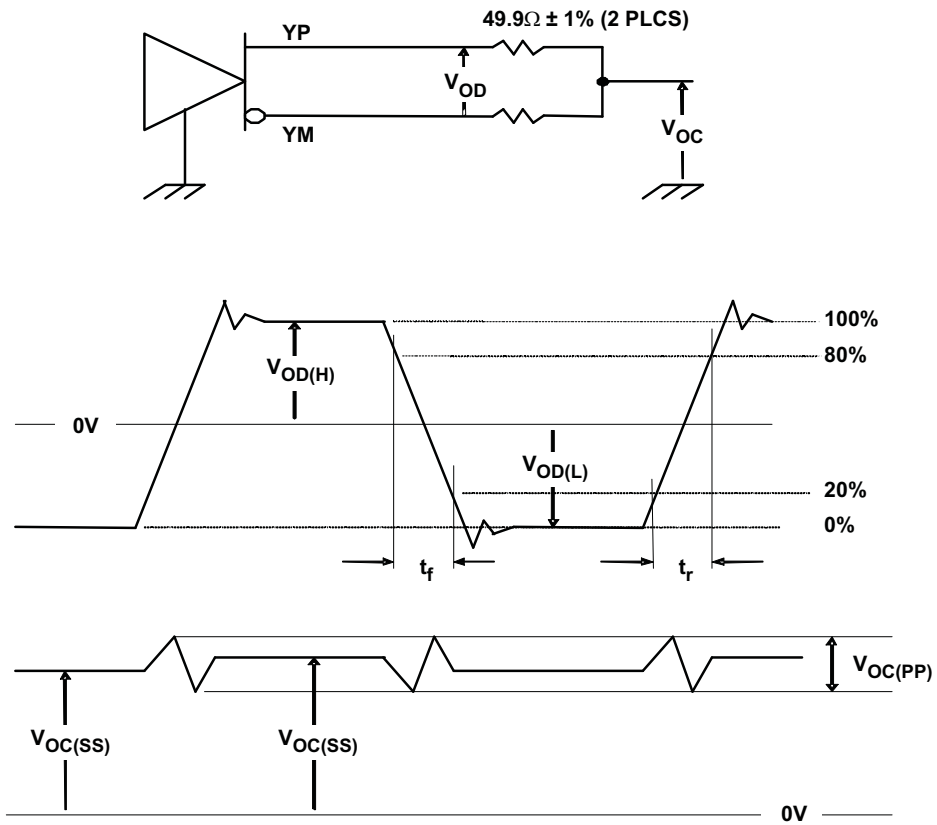 49.9Ω ± 1% (2 PLCS)
YP
VOD
YM
VOC
100%
80%
VOD(H)
0V
VOD(L)
20%
0%
tf
tr
VOC(PP)
VOC(SS)
VOC(SS)
0V